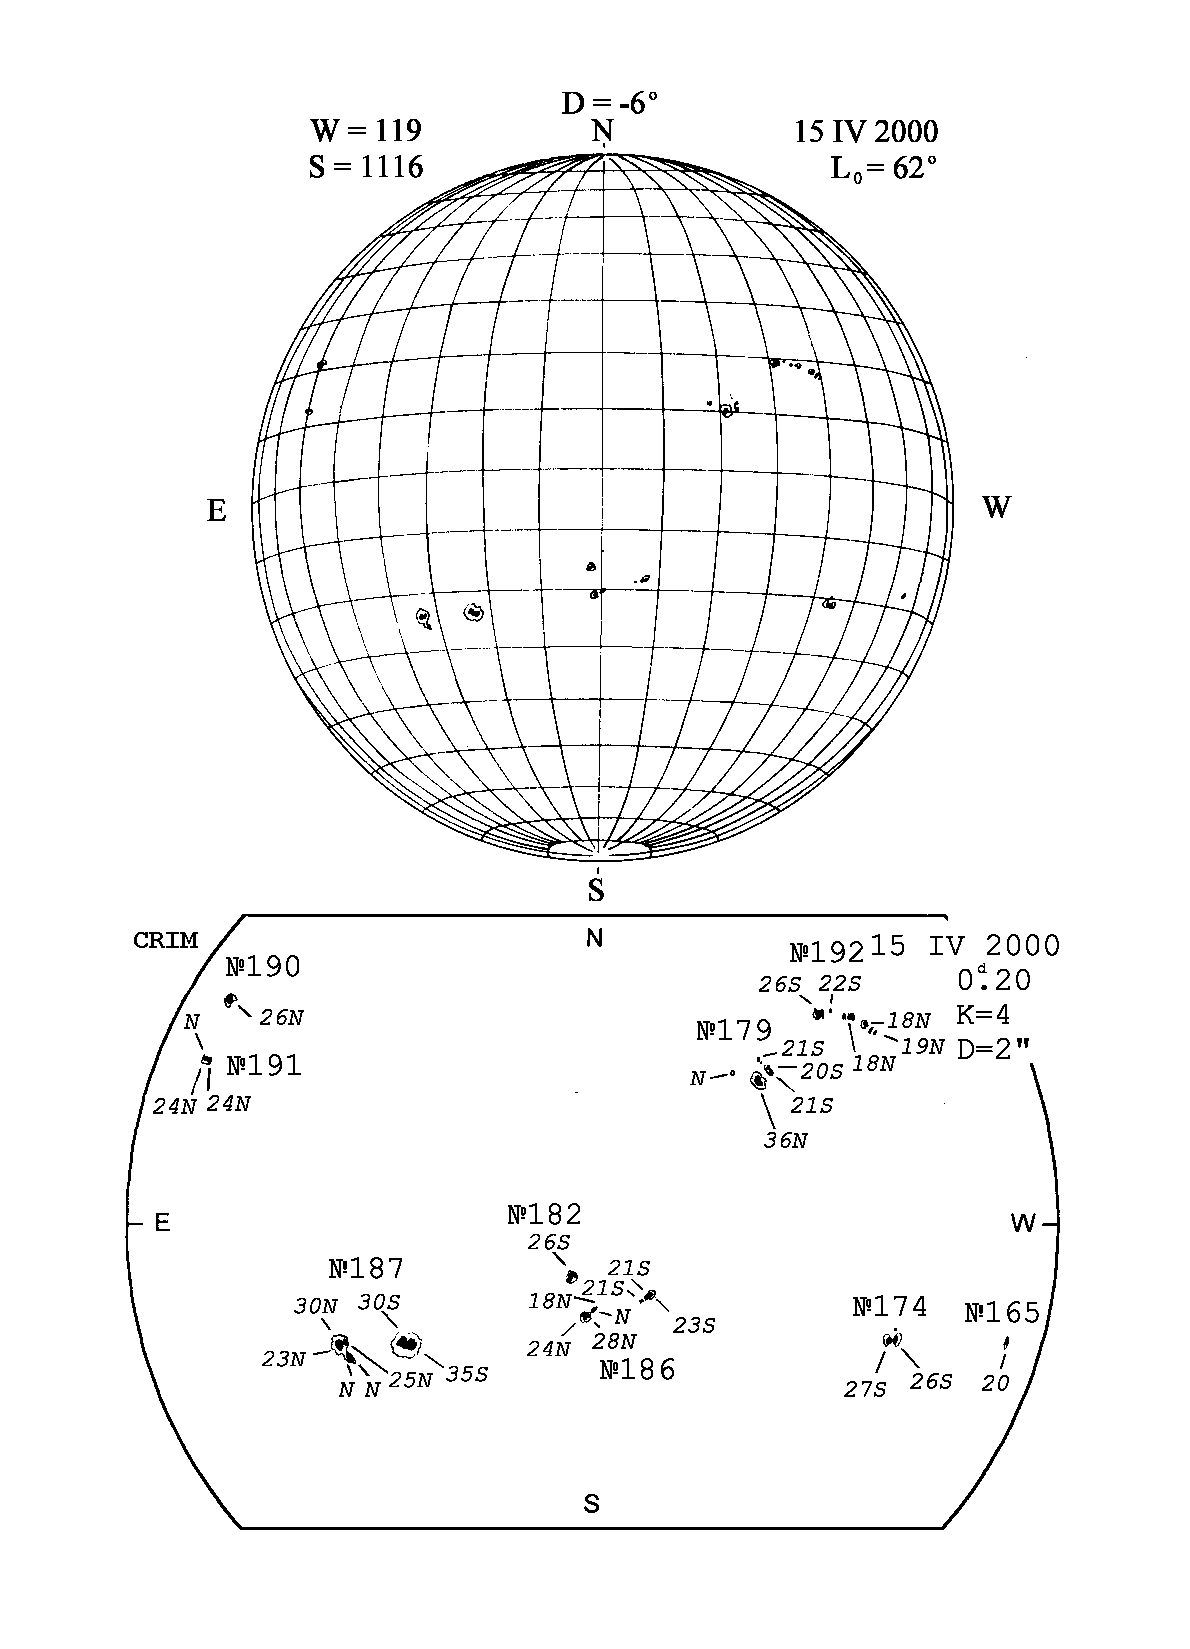 D = -6°
W = 119 N 15 IV 2000
S = 1116 L₀= 62°
E W
S
CRIM N №192 15 IV 2000
№190 26S 22S 0ᵈ.20
N 26N №179 18N K=4
№191 21S 18N 19N D=2"
24N 24N N 20S
21S
36N
E №182 W
26S
№187 21S
30N 30S 18N 21S N №174 №165
23N 24N 28N 23S
N N 25N 35S №186 27S 26S 20
S